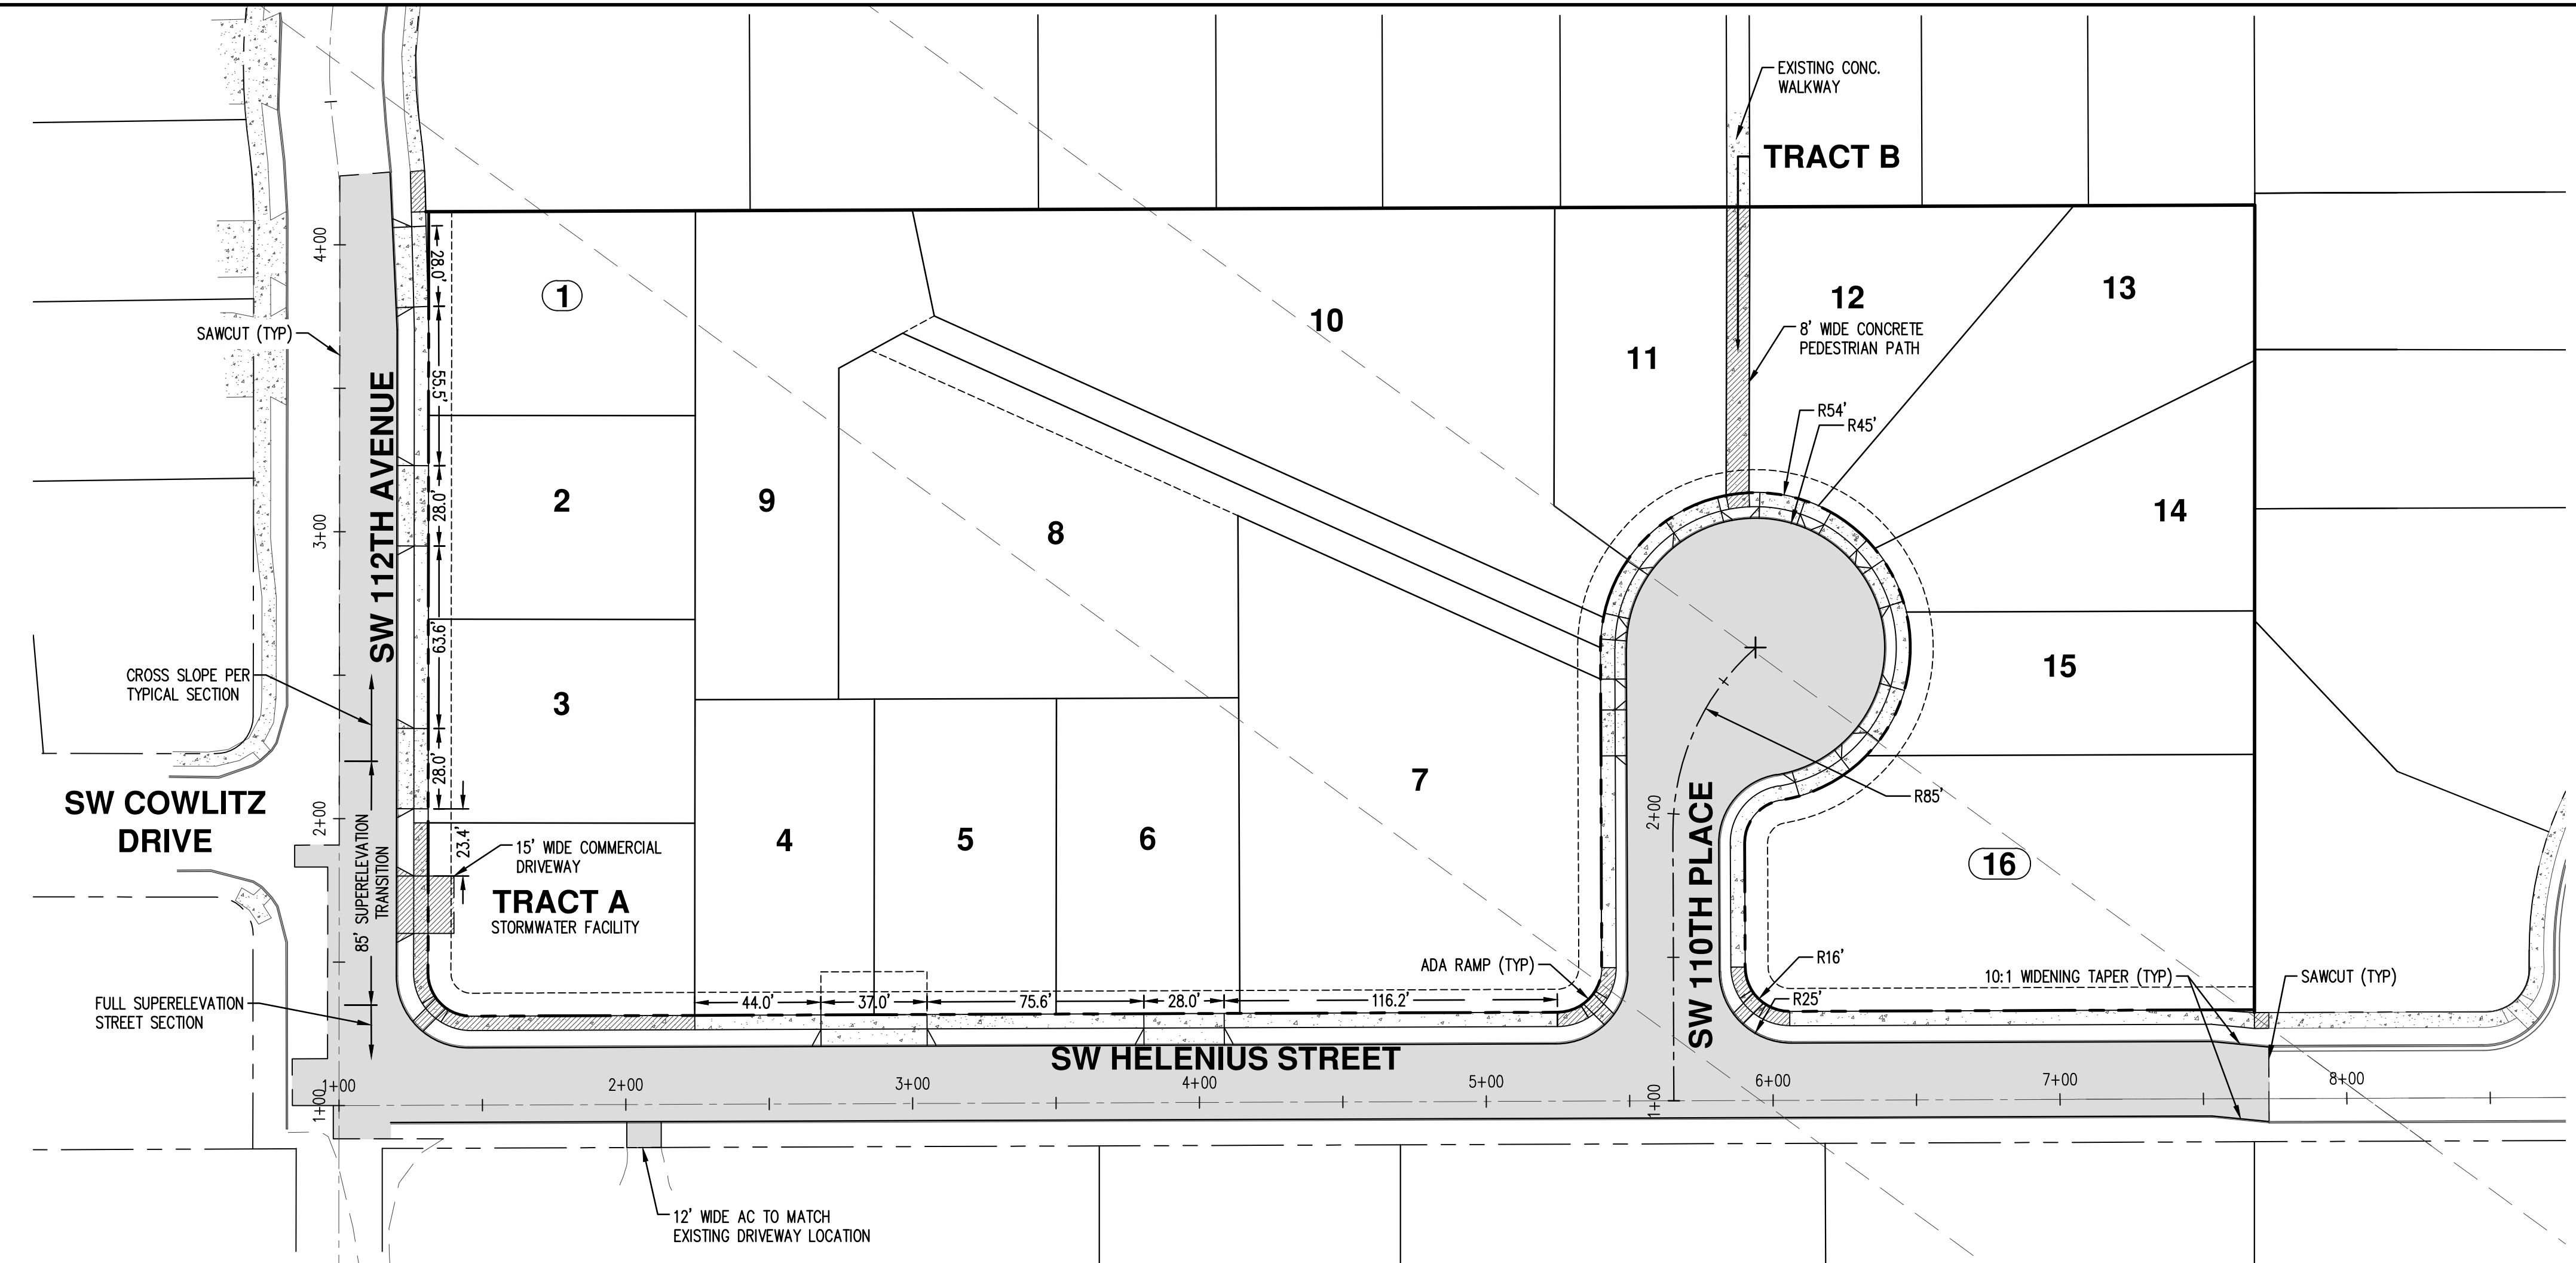 EXISTING CONC.
WALKWAY
TRACT B
4+00
28.0'
1
10
12
13
SAWCUT (TYP)
8' WIDE CONCRETE
PEDESTRIAN PATH
11
SW 112TH AVENUE
55.5'
R54'
R45'
3+00
28.0'
2
9
8
14
63.6'
CROSS SLOPE PER
TYPICAL SECTION
3
15
28.0'
7
R85'
SW COWLITZ
DRIVE
2+00
85' SUPERELEVATION
TRANSITION
23.4'
15' WIDE COMMERCIAL
DRIVEWAY
4
5
6
2+00
SW 110TH PLACE
16
TRACT A
STORMWATER FACILITY
ADA RAMP (TYP)
R16'
10:1 WIDENING TAPER (TYP)
SAWCUT (TYP)
FULL SUPERELEVATION
STREET SECTION
44.0'
37.0'
75.6'
28.0'
116.2'
R25'
SW HELENIUS STREET
1+00
1+00
2+00
3+00
4+00
5+00
1+00
6+00
7+00
8+00
12' WIDE AC TO MATCH
EXISTING DRIVEWAY LOCATION